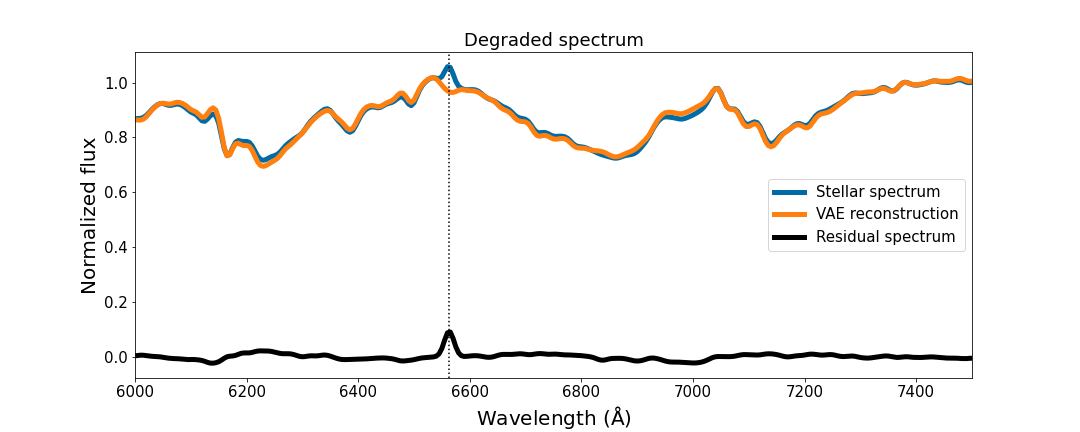 Degraded spectrum
Normalized flux
1.0
0.8
0.6
0.4
0.2
0.0
Stellar spectrum
VAE reconstruction
Residual spectrum
6000 6200 6400 6600 6800 7000 7200 7400
Wavelength (Å)